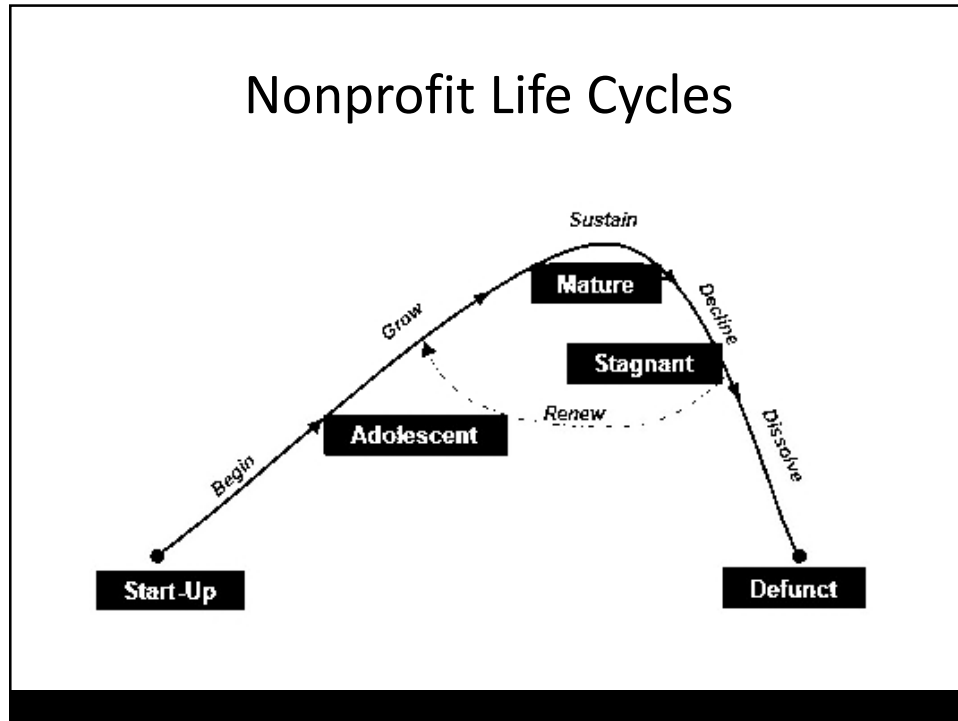 Nonprofit Life Cycles
Sustain
Mature
Grow
Decline
Stagnant
Renew
Adolescent
Dissolve
Begin
Start-Up
Defunct